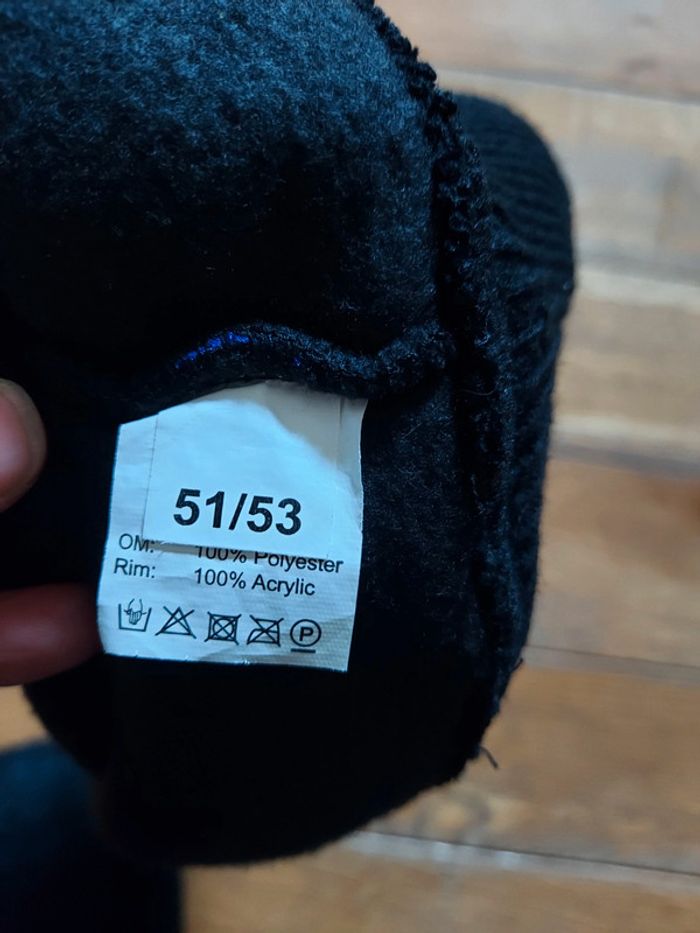 51/53
OM: 100% Polyester
Rim: 100% Acrylic
P